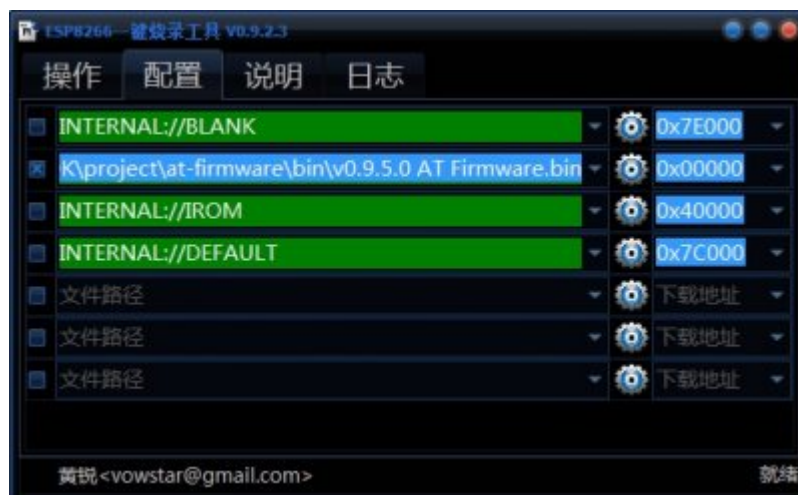 ESP8266一键烧录工具 V0.9.2.3
操作 配置 说明 日志
INTERNAL://BLANK 0x7E000
K\project\at-firmware\bin\v0.9.5.0 AT Firmware.bin 0x00000
INTERNAL://IROM 0x40000
INTERNAL://DEFAULT 0x7C000
文件路径 下载地址
文件路径 下载地址
文件路径 下载地址
黄锐<vowstar@gmail.com> 就绪